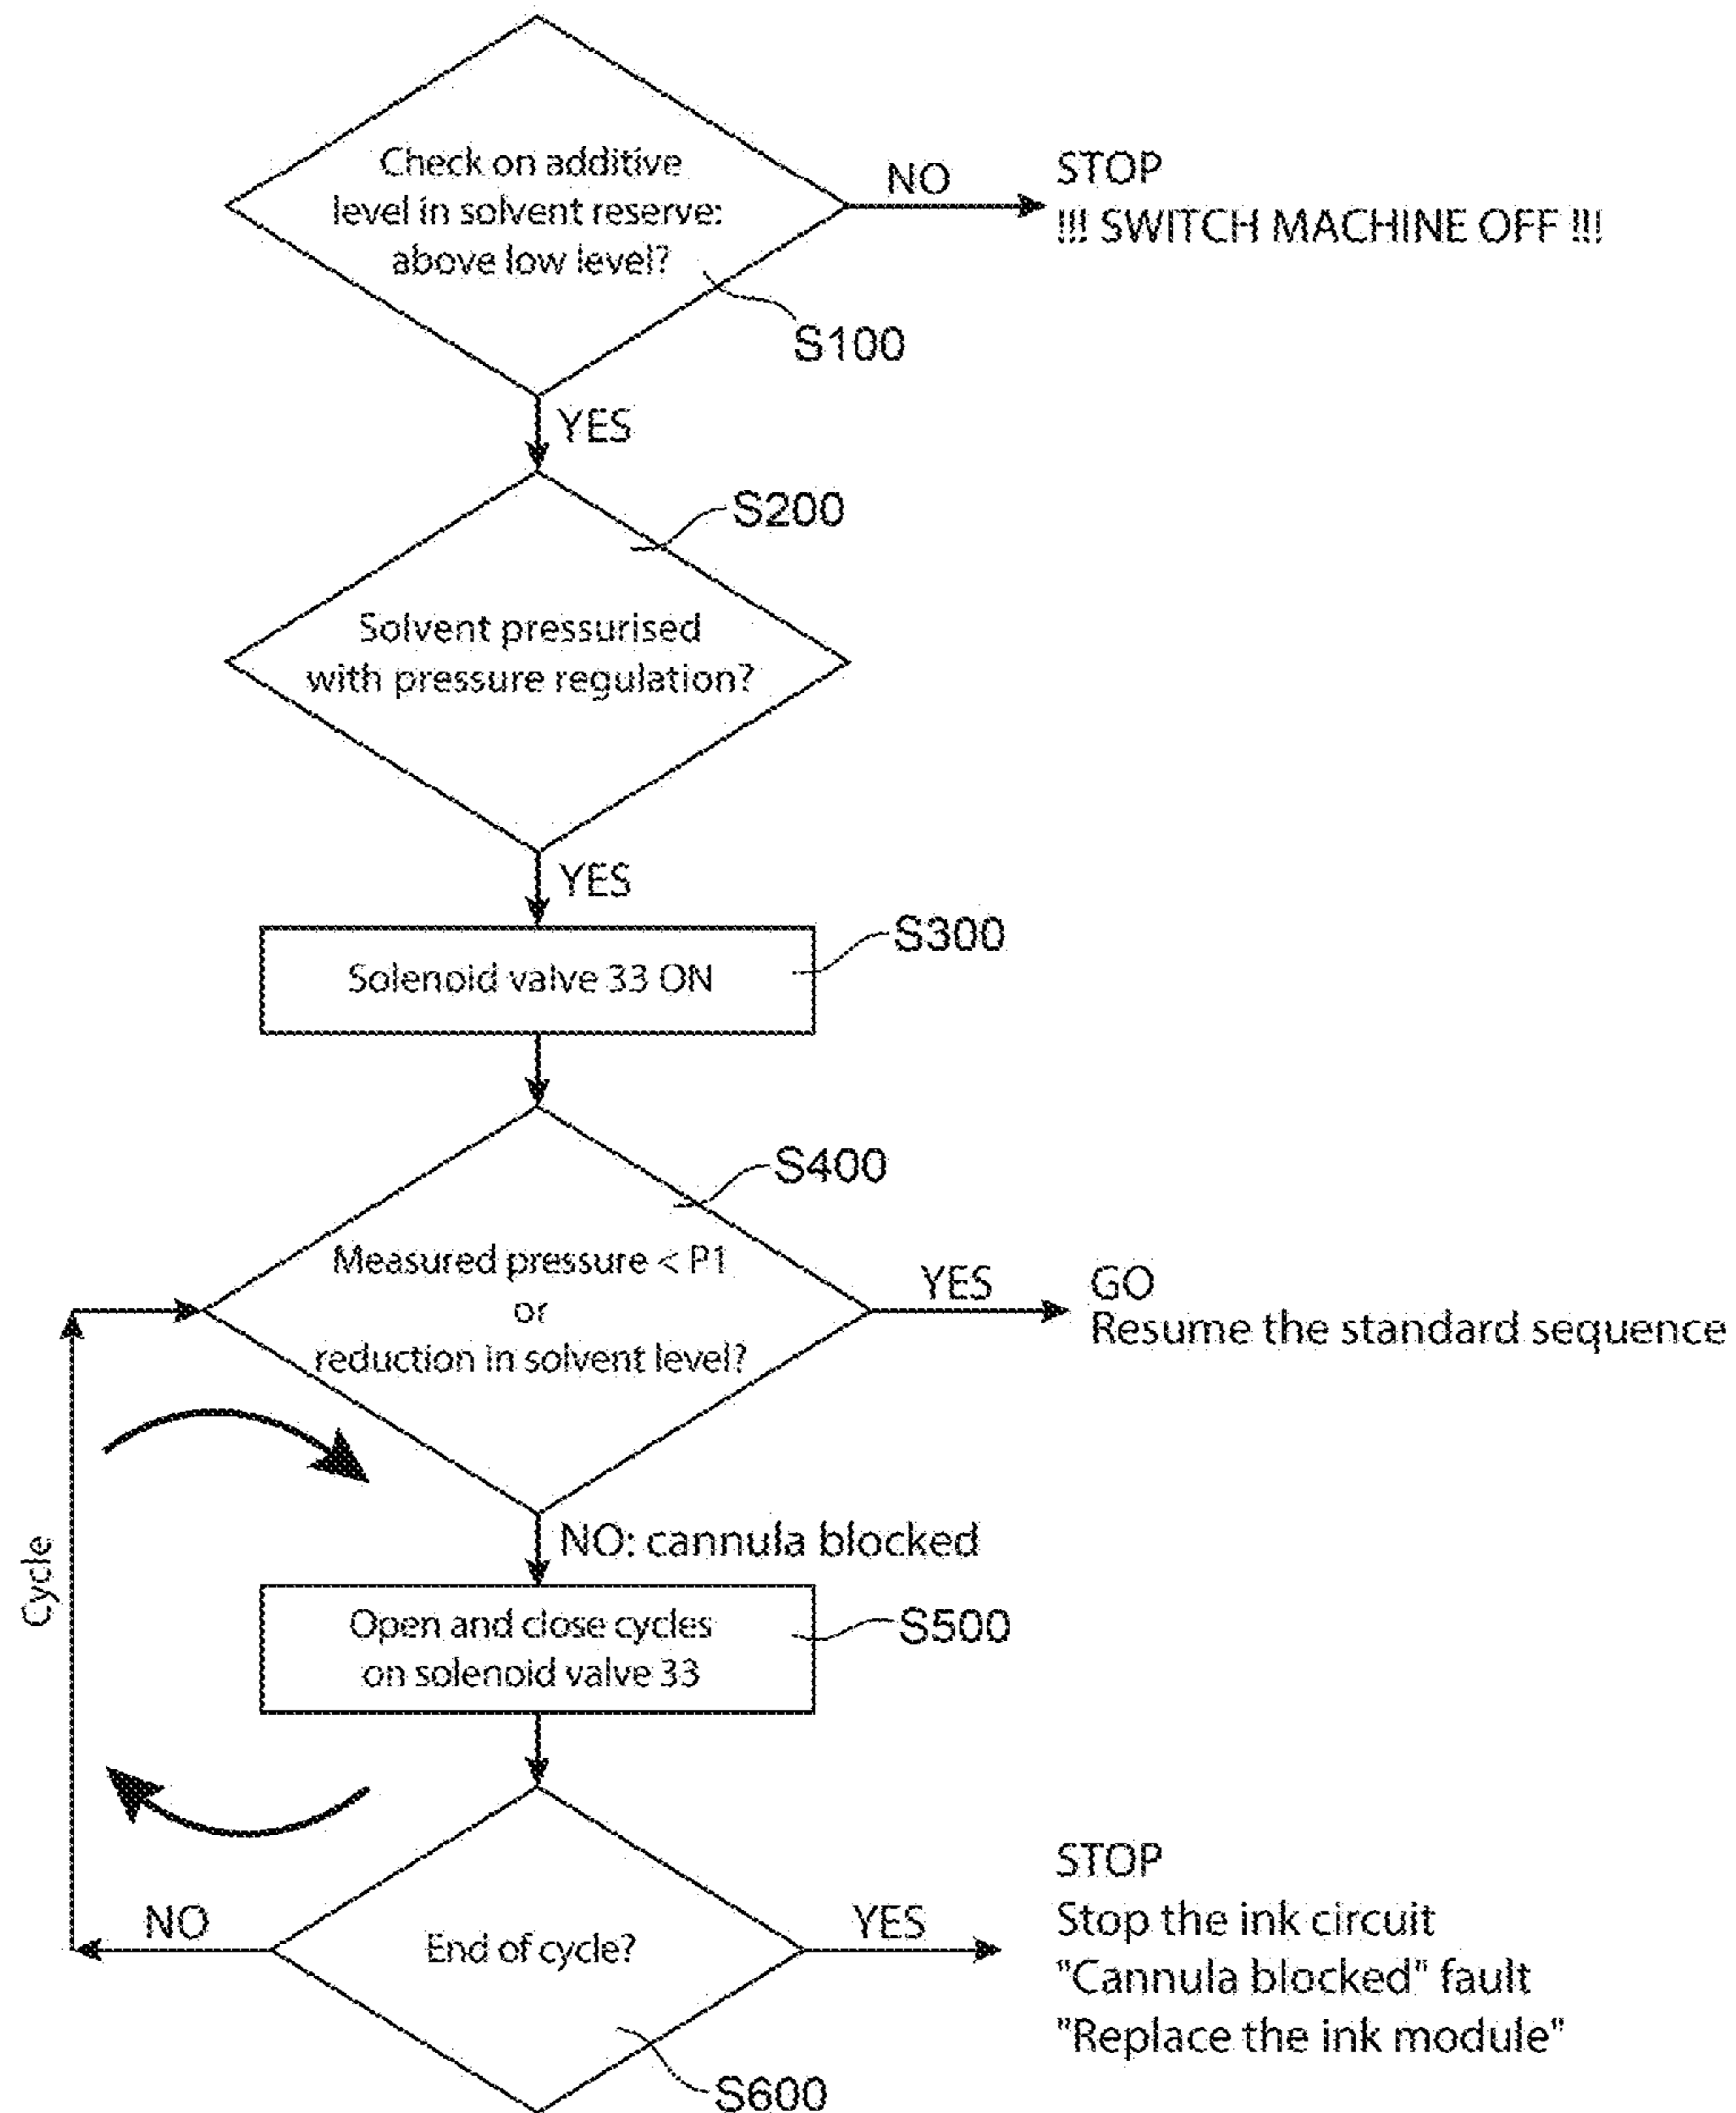 Check on additive
level in solvent reserve:
above low level?
NO
STOP
!!! SWITCH MACHINE OFF !!!
S100
YES
S200
Solvent pressurised
with pressure regulation?
YES
S300
Solenoid valve 33 ON
S400
Measured pressure < P1
or
reduction in solvent level?
YES
GO
Resume the standard sequence
Cycle
NO: cannula blocked
Open and close cycles
on solenoid valve 33
S500
NO
End of cycle?
YES
STOP
Stop the ink circuit
"Cannula blocked" fault
"Replace the ink module"
S600